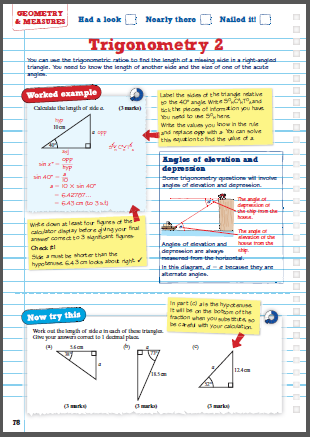 GEOMETRY
& MEASURES
Had a look
Nearly there
Nailed it!
Trigonometry 2
You can use the trigonometric ratios to find the length of a missing side in a right-angled
triangle. You need to know the length of another side and the size of one of the acute
angles.
Worked example
Calculate the length of side a. (3 marks)
hyp
10 cm
a opp
40°
adj
sin x° = opp
hyp
sin 40° = a
10
a = 10 × sin 40°
= 6.42787...
= 6.43 cm (to 3 s.f.)
Label the sides of the triangle relative
to the 40° angle. Write
and
tick the pieces of information you have.
You need to use
here.
Write the values you know in the rule
and replace opp with a. You can solve
this equation to find the value of a.
Write down at least four figures of the
calculator display before giving your final
answer correct to 3 significant figures.
Check it!
Side a must be shorter than the
hypotenuse. 6.43 cm looks about right ✓
Angles of elevation and
depression
Some trigonometry questions will involve
angles of elevation and depression.
The angle of
depression of
the ship from the
house.
The angle of
elevation of the
house from the
ship.
Angles of elevation
and depression are always
measured from the horizontal.
In this diagram,
because they are
alternate angles.
Now try this
Work out the length of side a in each of these triangles.
Give your answers correct to 1 decimal place.
In part (c) a is the hypotenuse.
It will be on the bottom of the
fraction when you substitute, so
be careful with your calculation.
(a)
5.6 cm
a
(b)
a
18.5 cm
(c)
a
12.4 cm
32°
(3 marks)
(3 marks)
(3 marks)
78